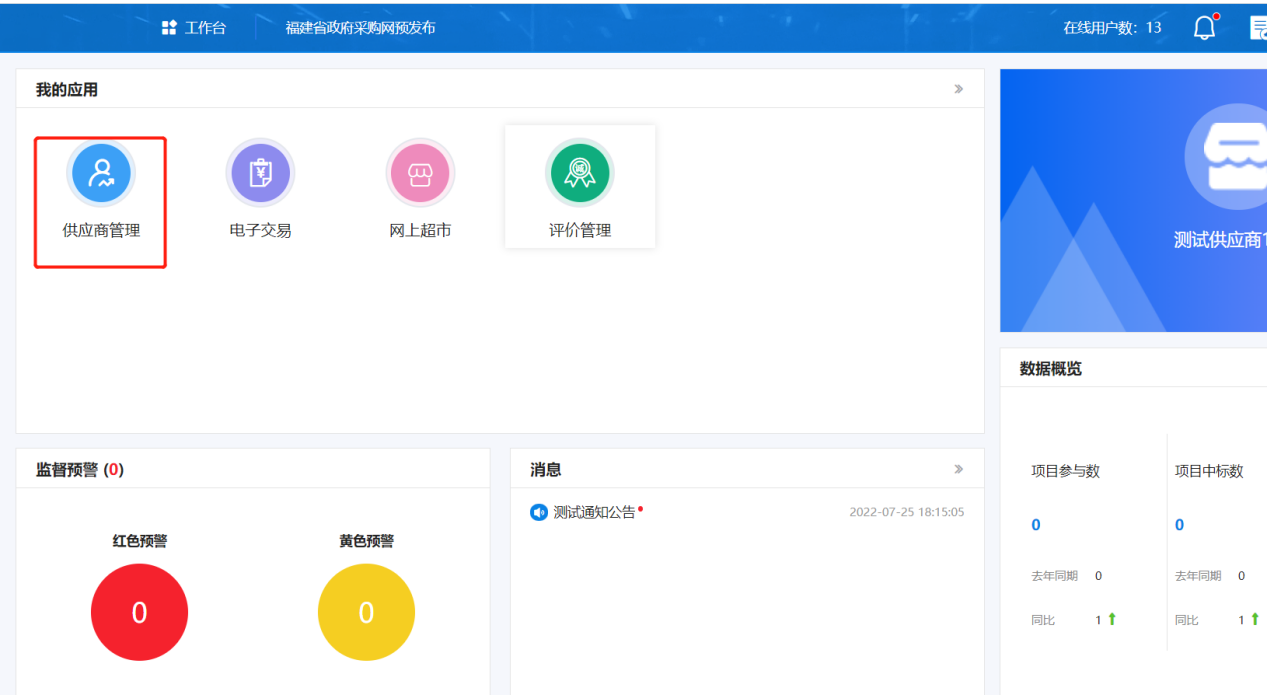 工作台 福建省政府采购网预发布 在线用户数：13
我的应用
供应商管理 电子交易 网上超市 评价管理
测试供应商1
监督预警 (0)
红色预警 黄色预警
0 0
消息
测试通知公告 2022-07-25 18:15:05
数据概览
项目参与数 项目中标数
0 0
去年同期 0 去年同期 0
同比 1 同比 1